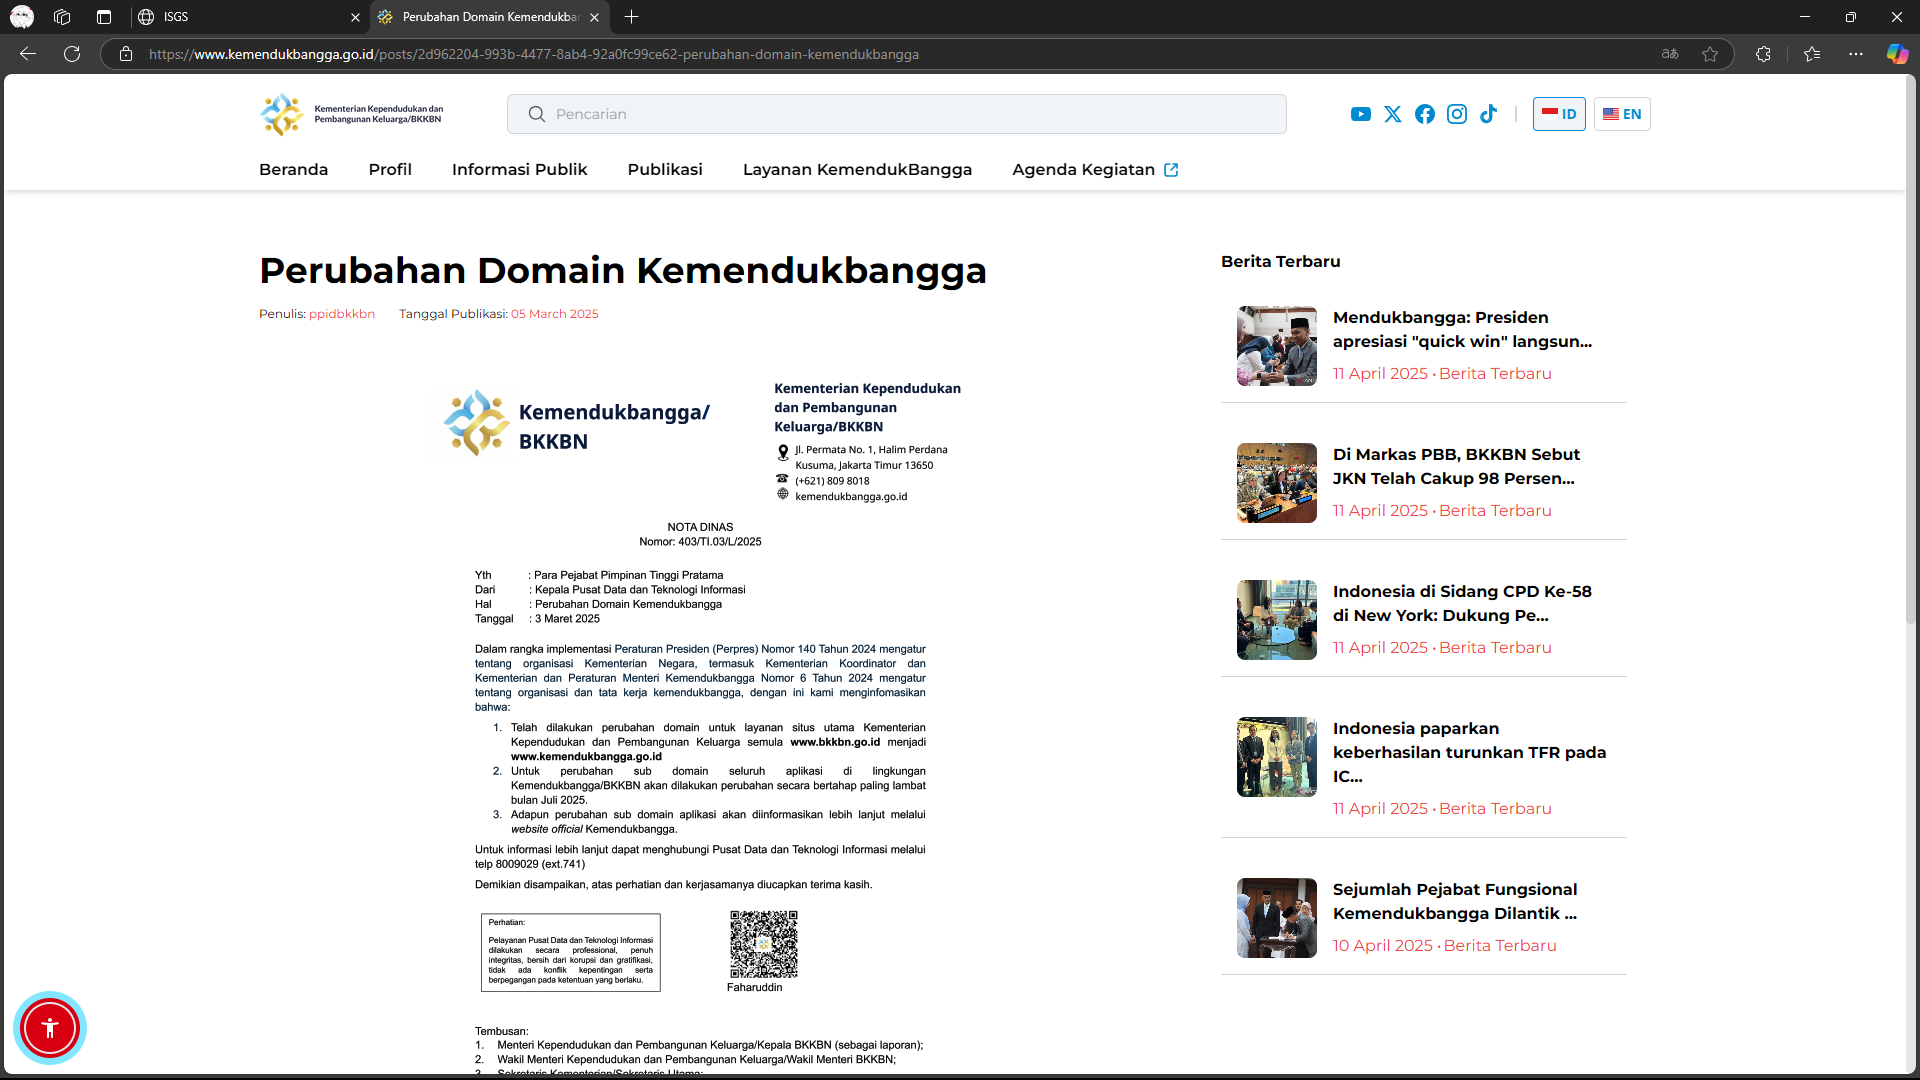 ISGS
Perubahan Domain Kemendukbar
https://www.kemendukbangga.go.id/posts/2d962204-993b-4477-8ab4-92a0fc99ce62-perubahan-domain-kemendukbangga
Kementerian Kependudukan dan
Pembangunan Keluarga/BKKBN
Pencarian
ID
EN
Beranda
Profil
Informasi Publik
Publikasi
Layanan KemendukBangga
Agenda Kegiatan
Perubahan Domain Kemendukbangga
Penulis: ppidbkkbn
Tanggal Publikasi: 05 March 2025
Kemendukbangga/
BKKBN
Kementerian Kependudukan
dan Pembangunan
Keluarga/BKKBN
Jl. Permata No. 1, Halim Perdana
Kusuma, Jakarta Timur 13650
(+621) 809 8018
kemendukbangga.go.id
NOTA DINAS
Nomor: 403/TI.03/L/2025
Yth : Para Pejabat Pimpinan Tinggi Pratama
Dari : Kepala Pusat Data dan Teknologi Informasi
Hal : Perubahan Domain Kemendukbangga
Tanggal : 3 Maret 2025
Dalam rangka implementasi Peraturan Presiden (Perpres) Nomor 140 Tahun 2024 mengatur
tentang organisasi Kementerian Negara, termasuk Kementerian Koordinator dan
Kementerian dan Peraturan Menteri Kemendukbangga Nomor 6 Tahun 2024 mengatur
tentang organisasi dan tata kerja kemendukbangga, dengan ini kami menginfomasikan
bahwa:
1. Telah dilakukan perubahan domain untuk layanan situs utama Kementerian
Kependudukan dan Pembangunan Keluarga semula www.bkkbn.go.id menjadi
www.kemendukbangga.go.id
2. Untuk perubahan sub domain seluruh aplikasi di lingkungan
Kemendukbangga/BKKBN akan dilakukan perubahan secara bertahap paling lambat
bulan Juli 2025.
3. Adapun perubahan sub domain aplikasi akan diinformasikan lebih lanjut melalui
website official Kemendukbangga.
Untuk informasi lebih lanjut dapat menghubungi Pusat Data dan Teknologi Informasi melalui
telp 8009029 (ext.741)
Demikian disampaikan, atas perhatian dan kerjasamanya diucapkan terima kasih.
Perhatian:
Pelayanan Pusat Data dan Teknologi Informasi
dilakukan secara professional, penuh
integritas, bersih dari korupsi dan gratifikasi,
tidak ada konflik kepentingan serta
berpegangan pada ketentuan yang berlaku.
Faharuddin
Tembusan:
1. Menteri Kependudukan dan Pembangunan Keluarga/Kepala BKKBN (sebagai laporan);
2. Wakil Menteri Kependudukan dan Pembangunan Keluarga/Wakil Menteri BKKBN;
3. Sekretaris Kementerian/Sekretaris Utama;
Berita Terbaru
Mendukbangga: Presiden
apresiasi "quick win" langsun...
11 April 2025 • Berita Terbaru
Di Markas PBB, BKKBN Sebut
JKN Telah Cakup 98 Persen...
11 April 2025 • Berita Terbaru
Indonesia di Sidang CPD Ke-58
di New York: Dukung Pe...
11 April 2025 • Berita Terbaru
Indonesia paparkan
keberhasilan turunkan TFR pada
IC...
11 April 2025 • Berita Terbaru
Sejumlah Pejabat Fungsional
Kemendukbangga Dilantik ...
10 April 2025 • Berita Terbaru